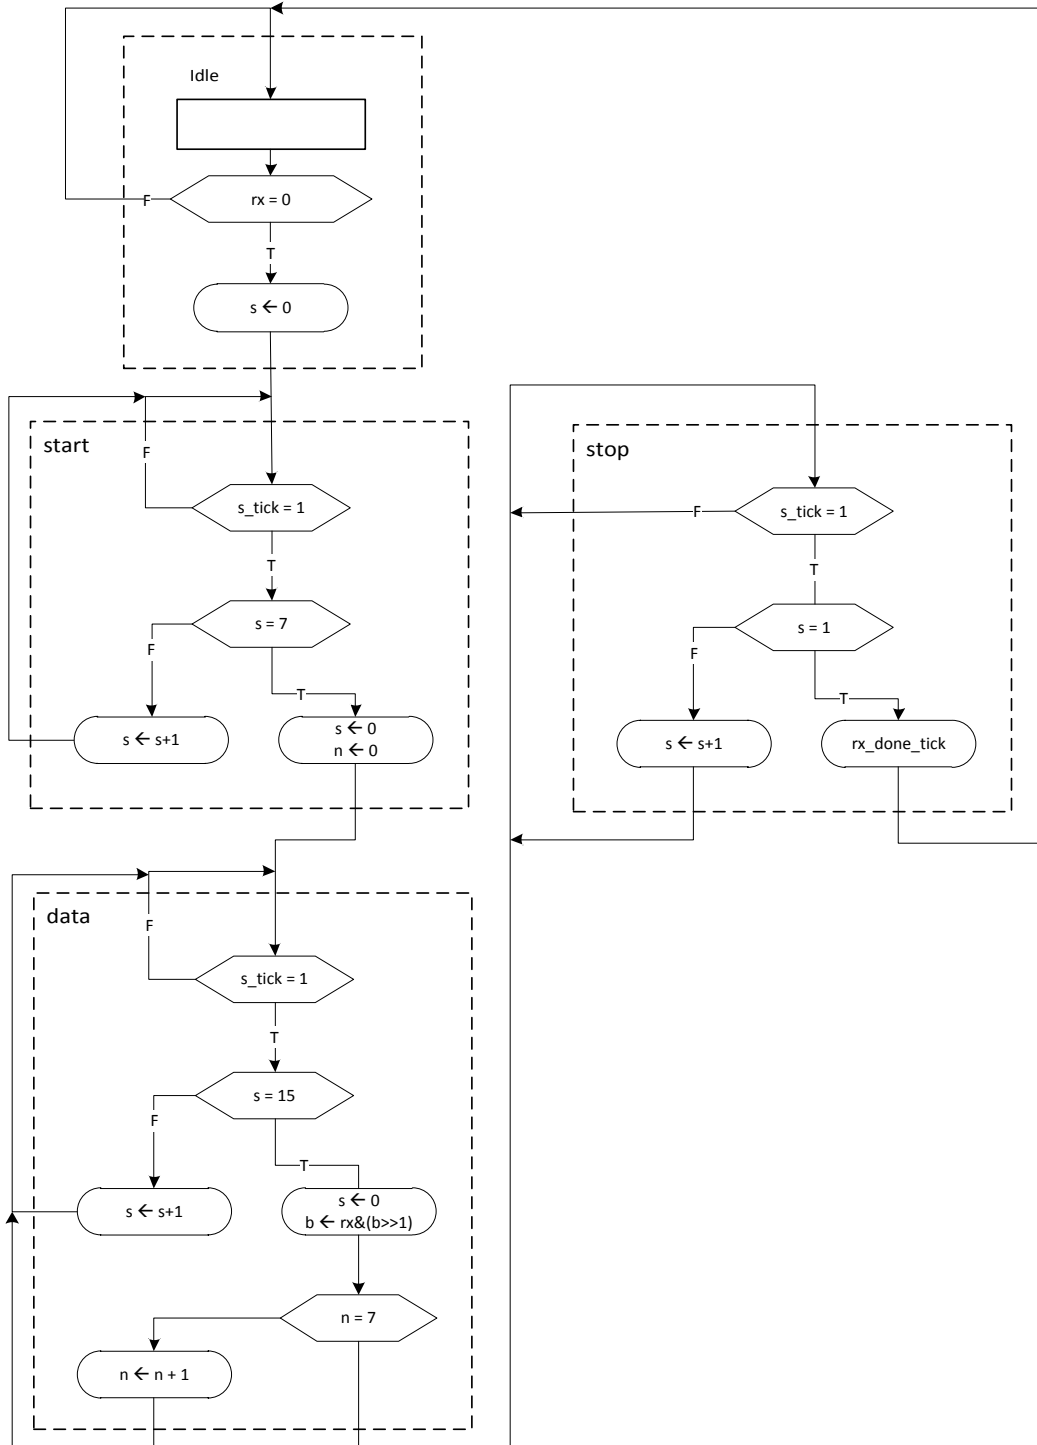 Idle
rx = 0
F
T
s ← 0
start
s_tick = 1
F
T
s = 7
F
T
s ← s+1
s ← 0
n ← 0
stop
s_tick = 1
F
T
s = 1
F
T
s ← s+1
rx_done_tick
data
s_tick = 1
F
T
s = 15
F
T
s ← s+1
s ← 0
b ← rx&(b>>1)
n = 7
n ← n + 1